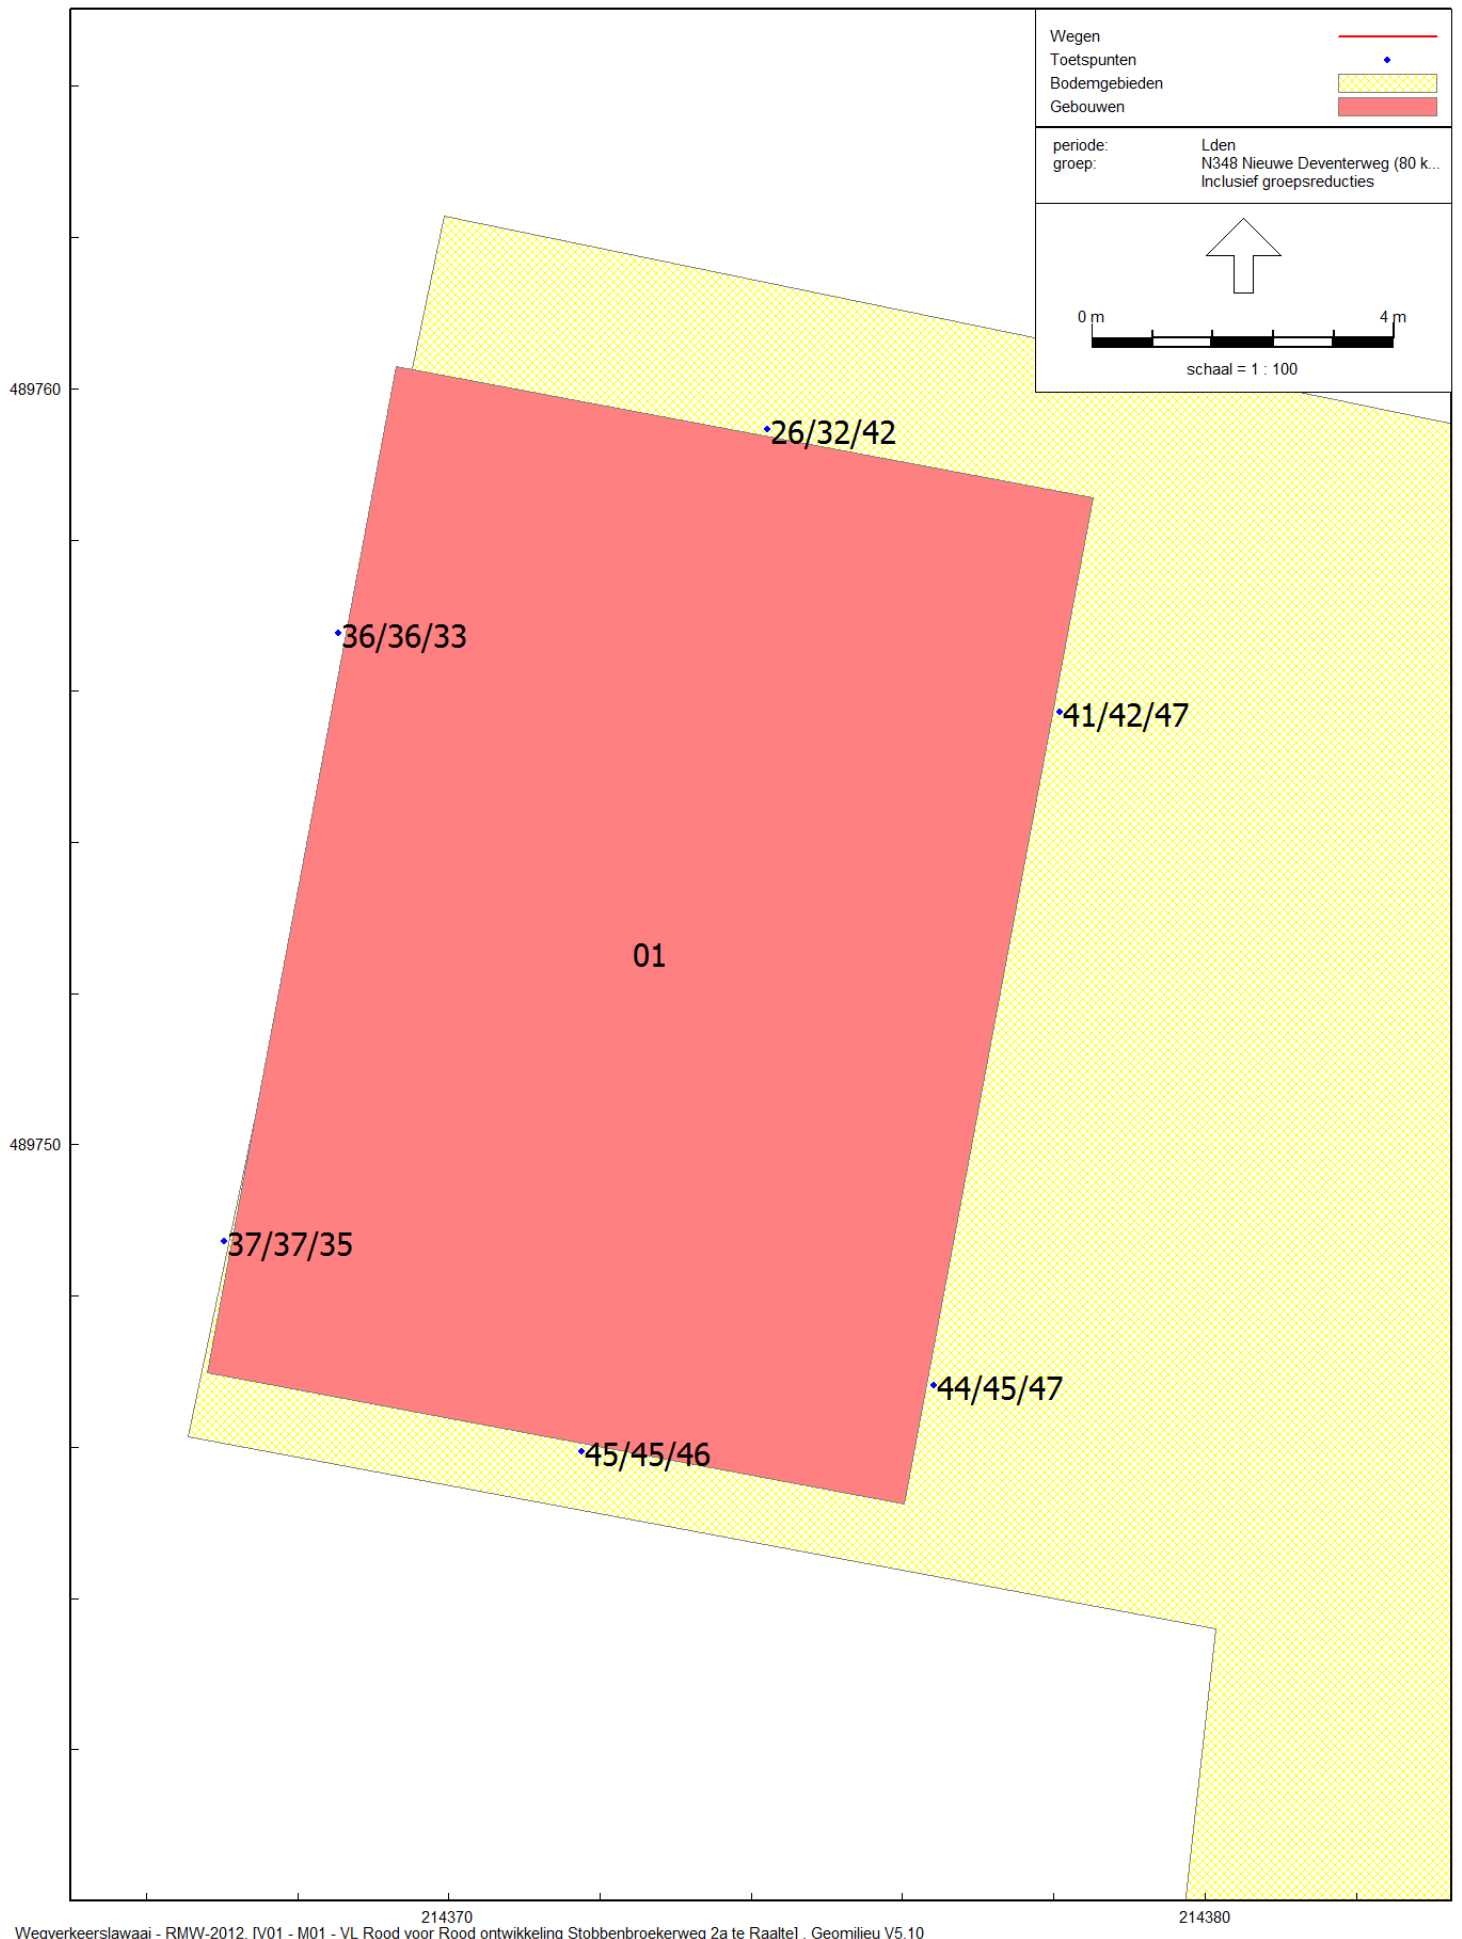 Wegen
Toetspunten
Bodemgebieden
Gebouwen
periode: Lden
groep: N348 Nieuwe Deventerweg (80 k...
Inclusief groepsreducties
0 m 4 m
schaal = 1 : 100
489760
26/32/42
36/36/33
41/42/47
01
489750
37/37/35
44/45/47
45/45/46
214370 214380
Wegverkeerslawaai - RMW-2012, [V01 - M01 - VL Rood voor Rood ontwikkeling Stobbenbroekerweg 2a te Raalte] , Geomilieu V5.10